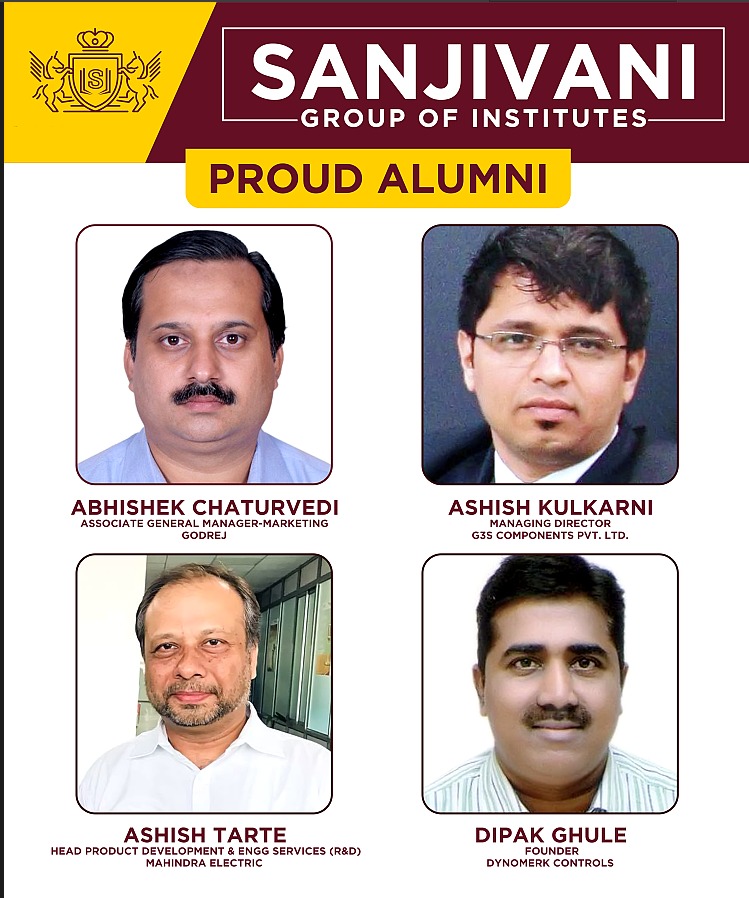 SANJIVANI
GROUP OF INSTITUTES
PROUD ALUMNI
ABHISHEK CHATURVEDI
ASSOCIATE GENERAL MANAGER-MARKETING
GODREJ
ASHISH KULKARNI
MANAGING DIRECTOR
G3S COMPONENTS PVT. LTD.
ASHISH TARTE
HEAD PRODUCT DEVELOPMENT & ENGG SERVICES (R&D)
MAHINDRA ELECTRIC
DIPAK GHULE
FOUNDER
DYNOMERK CONTROLS